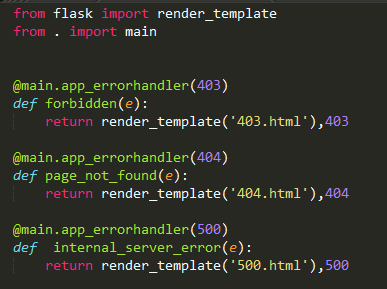 from flask import render_template
from . import main
@main.app_errorhandler(403)
def forbidden(e):
return render_template('403.html'),403
@main.app_errorhandler(404)
def page_not_found(e):
return render_template('404.html'),404
@main.app_errorhandler(500)
def  internal_server_error(e):
return render_template('500.html'),500